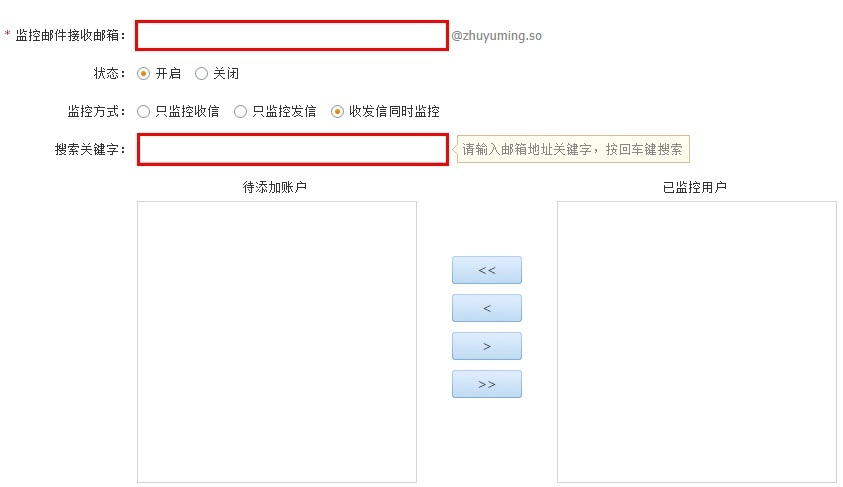 * 监控邮件接收邮箱： @zhuyuming.so
状态： 开启 关闭
监控方式： 只监控收信 只监控发信 收发信同时监控
搜索关键字： 请输入邮箱地址关键字，按回车键搜索
待添加账户 已监控用户
<<
<
>
>>